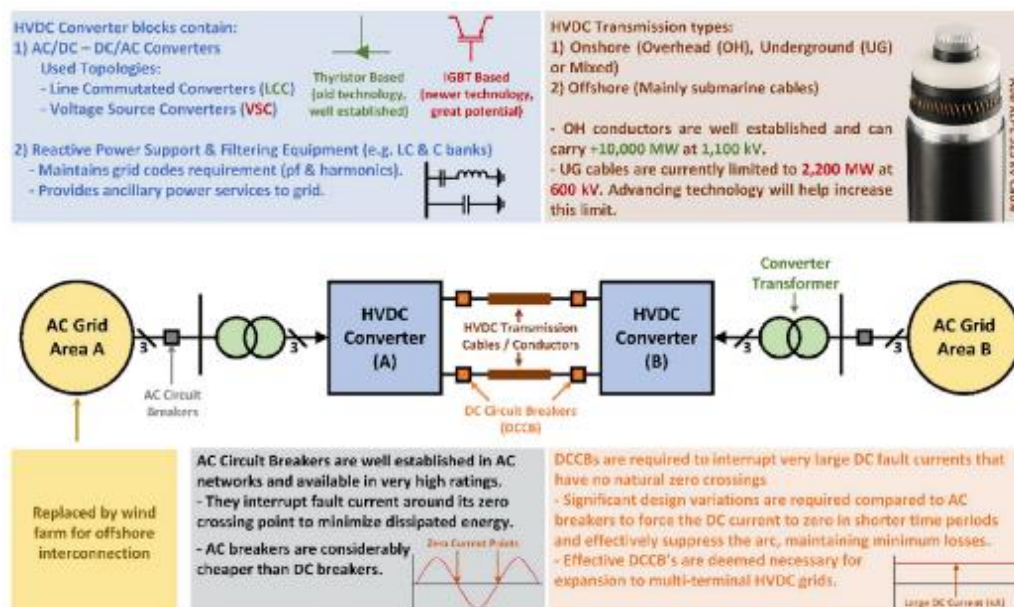 HVDC Converter blocks contain:
1) AC/DC – DC/AC Converters
Used Topologies:
- Line Commutated Converters (LCC)
- Voltage Source Converters (VSC)
Thyristor Based
(old technology,
well established)
IGBT Based
(newer technology,
great potential)
2) Reactive Power Support & Filtering Equipment (e.g. LC & C banks)
- Maintains grid codes requirement (pf & harmonics).
- Provides ancillary power services to grid.
HVDC Transmission types:
1) Onshore (Overhead (OH), Underground (UG)
or Mixed)
2) Offshore (Mainly submarine cables)
- OH conductors are well established and can
carry +10,000 MW at 1,100 kV.
- UG cables are currently limited to 2,200 MW at
600 kV. Advancing technology will help increase
this limit.
AC Grid
Area A
3
AC Circuit
Breakers
3
HVDC
Converter
(A)
HVDC Transmission
Cables / Conductors
DC Circuit Breakers
(DCCB)
HVDC
Converter
(B)
3
Converter
Transformer
3
AC Grid
Area B
Replaced by wind
farm for offshore
interconnection
AC Circuit Breakers are well established in AC
networks and available in very high ratings.
- They interrupt fault current around its zero
crossing point to minimize dissipated energy.
- AC breakers are considerably
cheaper than DC breakers.
Zero Current Points
DCCBs are required to interrupt very large DC fault currents that
have no natural zero crossings
- Significant design variations are required compared to AC
breakers to force the DC current to zero in shorter time periods
and effectively suppress the arc, maintaining minimum losses.
- Effective DCCB's are deemed necessary for
expansion to multi-terminal HVDC grids.
Large DC Current (kA)